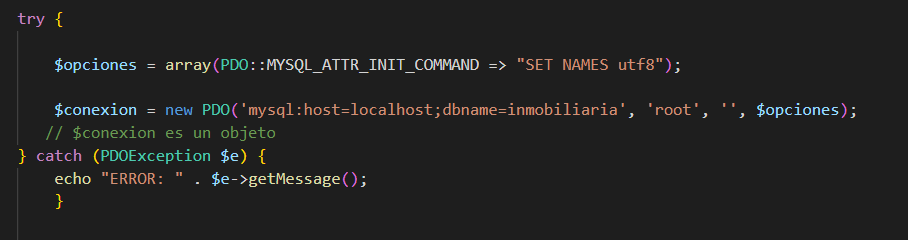 try {
$opciones = array(PDO::MYSQL_ATTR_INIT_COMMAND => "SET NAMES utf8");
$conexion = new PDO('mysql:host=localhost;dbname=inmobiliaria', 'root', '', $opciones);
// $conexion es un objeto
} catch (PDOException $e) {
echo "ERROR: " . $e->getMessage();
}